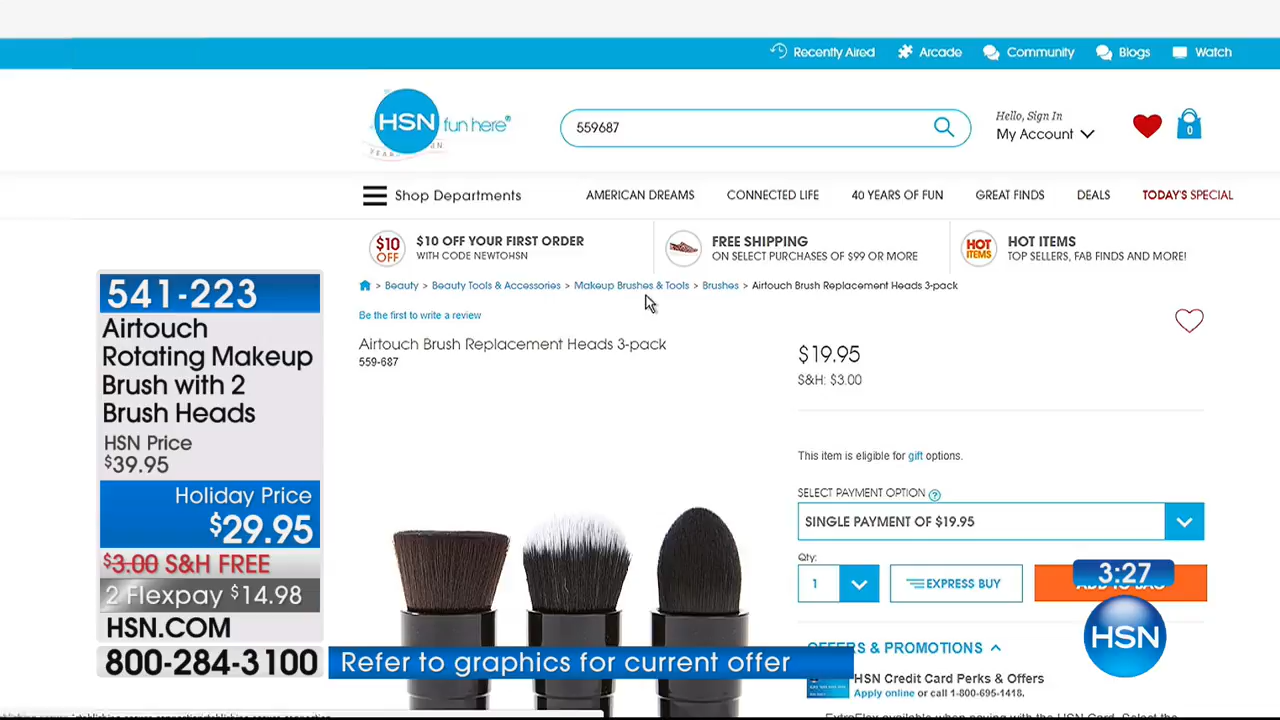 Recently Aired
Arcade
Community
Blogs
Watch
HSN fun here®
559687
Hello, Sign In
My Account
0
Shop Departments
AMERICAN DREAMS
CONNECTED LIFE
40 YEARS OF FUN
GREAT FINDS
DEALS
TODAY'S SPECIAL
$10 OFF
$10 OFF YOUR FIRST ORDER
WITH CODE NEWTOHSN
FREE SHIPPING
ON SELECT PURCHASES OF $99 OR MORE
HOT ITEMS
HOT ITEMS
TOP SELLERS, FAB FINDS AND MORE!
> Beauty > Beauty Tools & Accessories > Makeup Brushes & Tools > Brushes > Airtouch Brush Replacement Heads 3-pack
Be the first to write a review
Airtouch Brush Replacement Heads 3-pack
559-687
$19.95
S&H: $3.00
This item is eligible for gift options.
SELECT PAYMENT OPTION ?
SINGLE PAYMENT OF $19.95
Qty:
1
EXPRESS BUY
ADD TO BAG
OFFERS & PROMOTIONS
HSN Credit Card Perks & Offers
Apply online or call 1-800-695-1418.
541-223
Airtouch
Rotating Makeup
Brush with 2
Brush Heads
HSN Price
$39.95
Holiday Price
$29.95
$3.00 S&H FREE
2 Flexpay $14.98
HSN.COM
800-284-3100
Refer to graphics for current offer
3:27
HSN